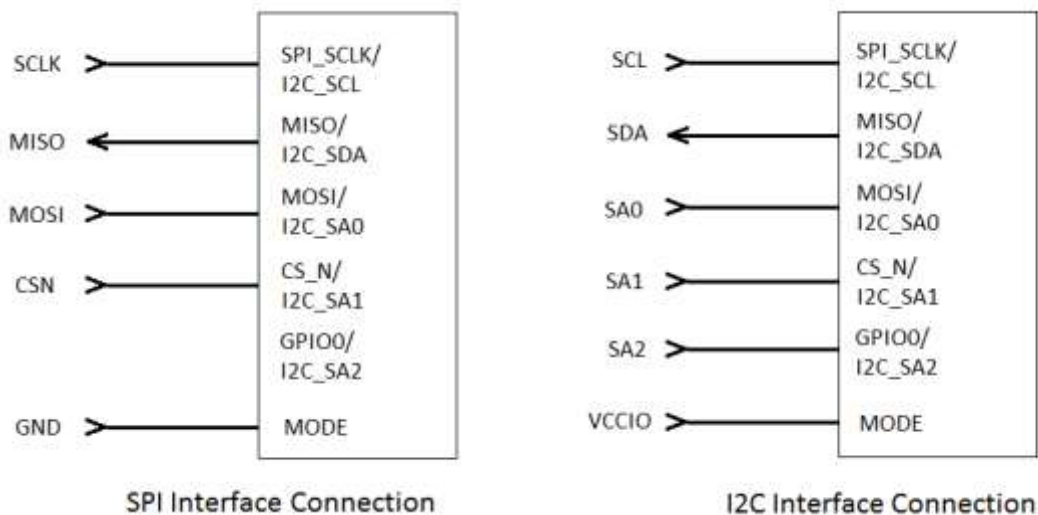 SCLK
SPI_SCLK/
I2C_SCL
MISO
MISO/
I2C_SDA
MOSI
MOSI/
I2C_SA0
CSN
CS_N/
I2C_SA1
GPIO0/
I2C_SA2
GND
MODE
SPI Interface Connection
SCL
SPI_SCLK/
I2C_SCL
SDA
MISO/
I2C_SDA
SA0
MOSI/
I2C_SA0
SA1
CS_N/
I2C_SA1
SA2
GPIO0/
I2C_SA2
VCCIO
MODE
I2C Interface Connection